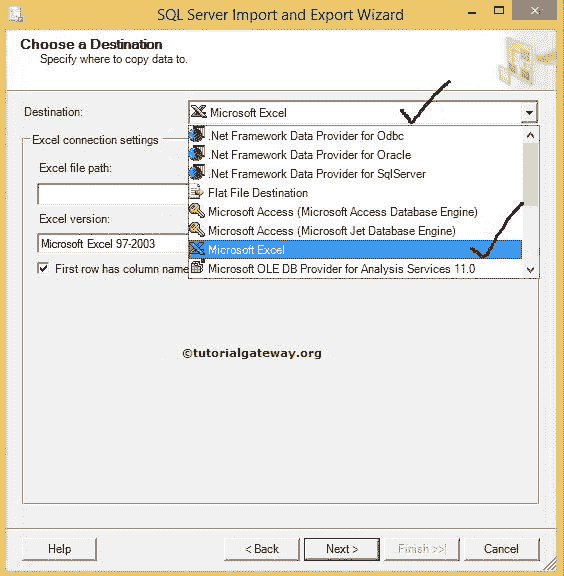 SQL Server Import and Export Wizard
Choose a Destination
Specify where to copy data to.
Destination:
Microsoft Excel
.Net Framework Data Provider for Odbc
.Net Framework Data Provider for Oracle
.Net Framework Data Provider for SqlServer
Flat File Destination
Microsoft Access (Microsoft Access Database Engine)
Microsoft Access (Microsoft Jet Database Engine)
Microsoft Excel
Microsoft OLE DB Provider for Analysis Services 11.0
Excel connection settings
Excel file path:
Excel version:
Microsoft Excel 97-2003
First row has column name
©tutorialgateway.org
Help
< Back
Next >
Finish >>|
Cancel